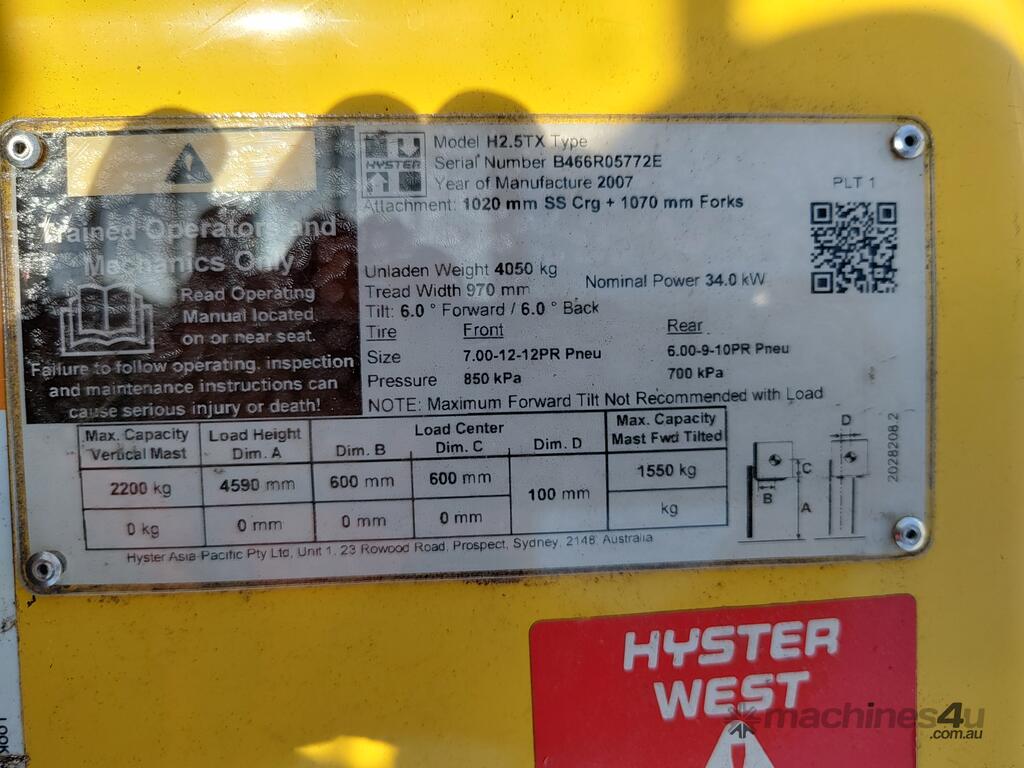 Trained Operators and
Mechanics Only
Read Operating
Manual located
on or near seat.
Failure to follow operating, inspection
and maintenance instructions can
cause serious injury or death!
HYSTER
Model H2.5TX Type
Serial Number B466R05772E
Year of Manufacture 2007
Attachment: 1020 mm SS Crg + 1070 mm Forks
PLT 1
Unladen Weight 4050 kg
Nominal Power 34.0 kW
Tread Width 970 mm
Tilt: 6.0 ° Forward / 6.0 ° Back
Tire Front Rear
Size 7.00-12-12PR Pneu 6.00-9-10PR Pneu
Pressure 850 kPa 700 kPa
NOTE: Maximum Forward Tilt Not Recommended with Load
Max. Capacity Vertical Mast Load Height Dim. A Load Center Dim. B Dim. C Dim. D Max. Capacity Mast Fwd Tilted
2200 kg 4590 mm 600 mm 600 mm 100 mm 1550 kg
0 kg 0 mm 0 mm 0 mm kg
D
C
B
A
2028208.2
Hyster Asia-Pacific Pty Ltd, Unit 1, 23 Rowood Road, Prospect, Sydney, 2148, Australia
HYSTER
WEST
machines4u
.com.au
LOOK